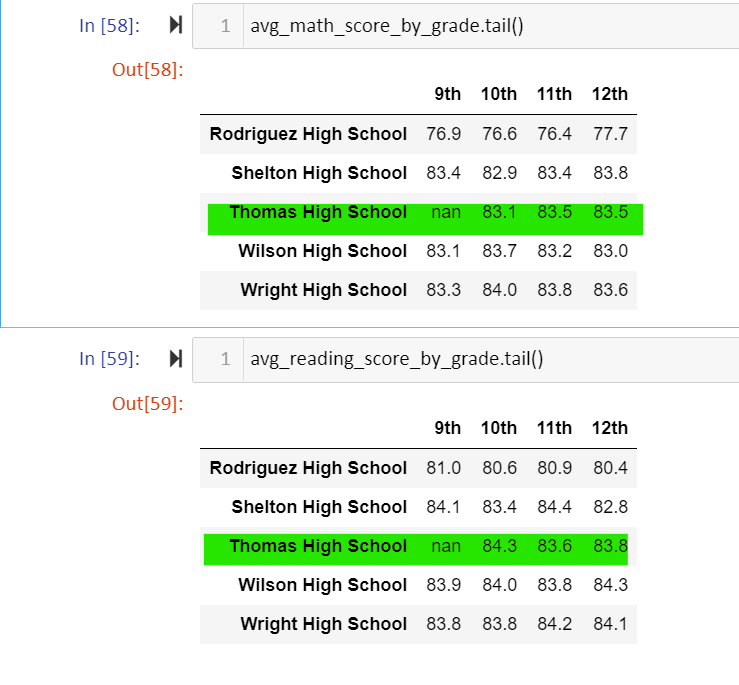 In [58]: 1 avg_math_score_by_grade.tail()
Out[58]:
9th 10th 11th 12th
Rodriguez High School 76.9 76.6 76.4 77.7
Shelton High School 83.4 82.9 83.4 83.8
Thomas High School nan 83.1 83.5 83.5
Wilson High School 83.1 83.7 83.2 83.0
Wright High School 83.3 84.0 83.8 83.6
In [59]: 1 avg_reading_score_by_grade.tail()
Out[59]:
9th 10th 11th 12th
Rodriguez High School 81.0 80.6 80.9 80.4
Shelton High School 84.1 83.4 84.4 82.8
Thomas High School nan 84.3 83.6 83.8
Wilson High School 83.9 84.0 83.8 84.3
Wright High School 83.8 83.8 84.2 84.1